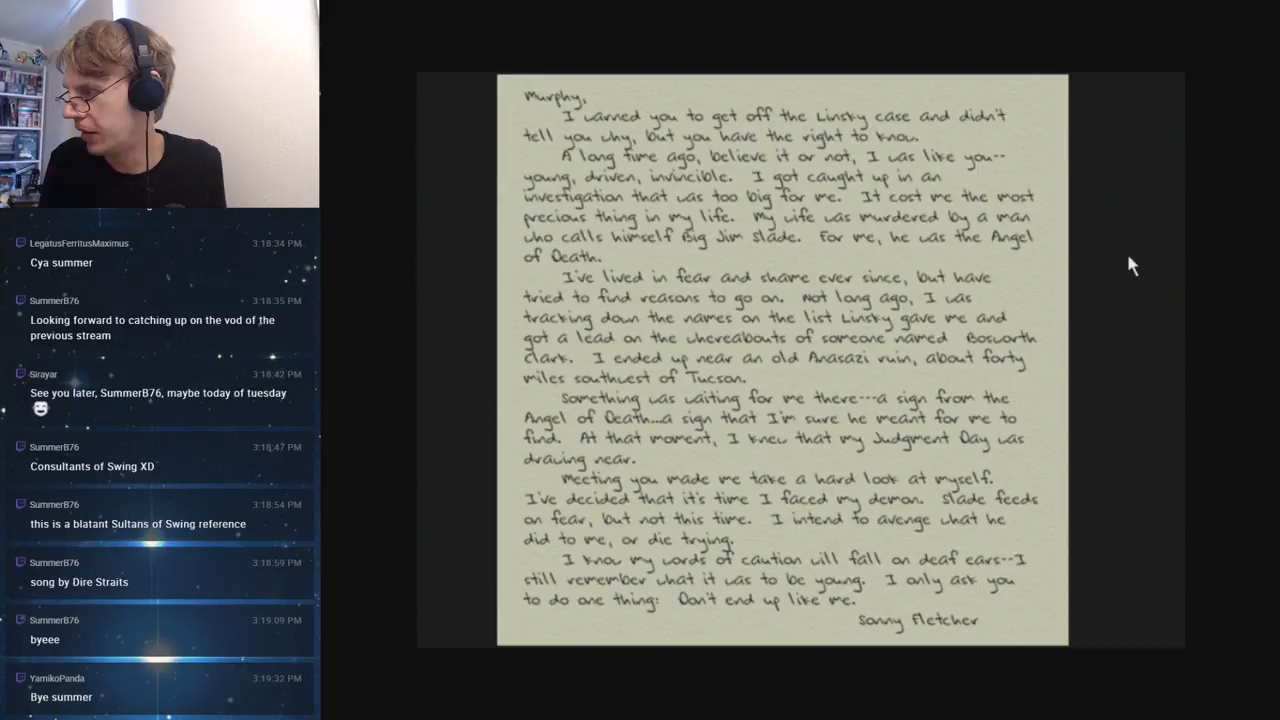 LegatusFerritusMaximus 3:18:34 PM
Cya summer
SummerB76 3:18:35 PM
Looking forward to catching up on the vod of the
previous stream
Sirayar 3:18:42 PM
See you later, SummerB76, maybe today of tuesday
SummerB76 3:18:47 PM
Consultants of Swing XD
SummerB76 3:18:54 PM
this is a blatant Sultans of Swing reference
SummerB76 3:18:59 PM
song by Dire Straits
SummerB76 3:19:09 PM
byeee
YamikoPanda 3:19:32 PM
Bye summer
Murphy,
I warned you to get off the Linsky case and didn't
tell you why, but you have the right to know.
A long time ago, believe it or not, I was like you--
young, driven, invincible. I got caught up in an
investigation that was too big for me. It cost me the most
precious thing in my life. My wife was murdered by a man
who calls himself Big Jim Slade. For me, he was the Angel
of Death.
I've lived in fear and shame ever since, but have
tried to find reasons to go on. Not long ago, I was
tracking down the names on the list Linsky gave me and
got a lead on the whereabouts of someone named Bosworth
Clark. I ended up near an old Anasazi ruin, about forty
miles southwest of Tucson.
Something was waiting for me there---a sign from the
Angel of Death...a sign that I'm sure he meant for me to
find. At that moment, I knew that my Judgment Day was
drawing near.
Meeting you made me take a hard look at myself.
I've decided that it's time I faced my demon. Slade feeds
on fear, but not this time. I intend to avenge what he
did to me, or die trying.
I know my words of caution will fall on deaf ears--I
still remember what it was to be young. I only ask you
to do one thing: Don't end up like me.
Sonny Fletcher